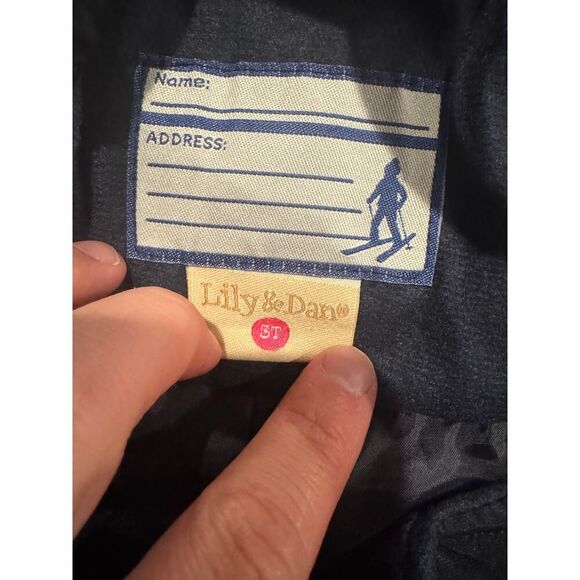 Name:
ADDRESS:
Lily & Dan®
3T